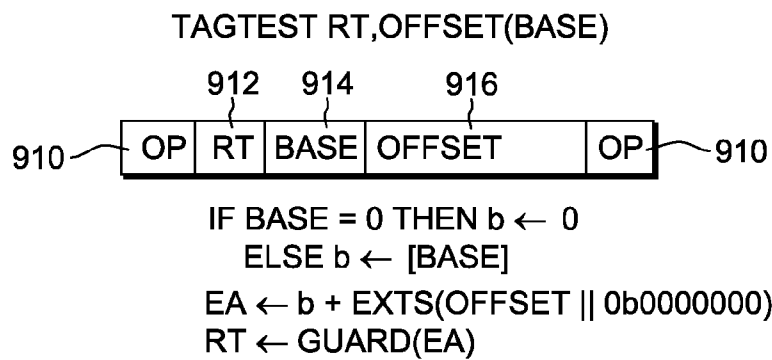 TAGTEST RT,OFFSET(BASE)
912 914 916
910 OP RT BASE OFFSET OP 910
IF BASE = 0 THEN b ← 0
ELSE b ← [BASE]
EA ← b + EXTS(OFFSET || 0b0000000)
RT ← GUARD(EA)